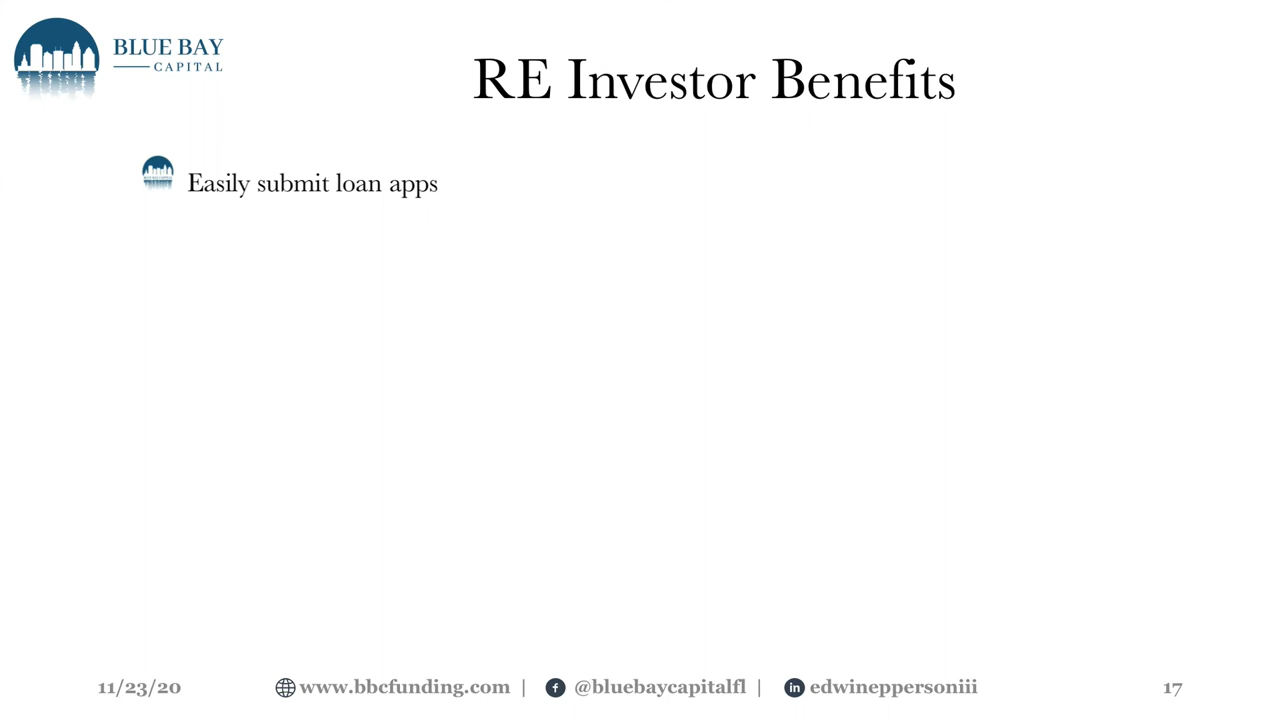 BLUE BAY
CAPITAL
RE Investor Benefits
Easily submit loan apps
11/23/20 www.bbcfunding.com | @bluebaycapitalfl | edwineppersoniii 17